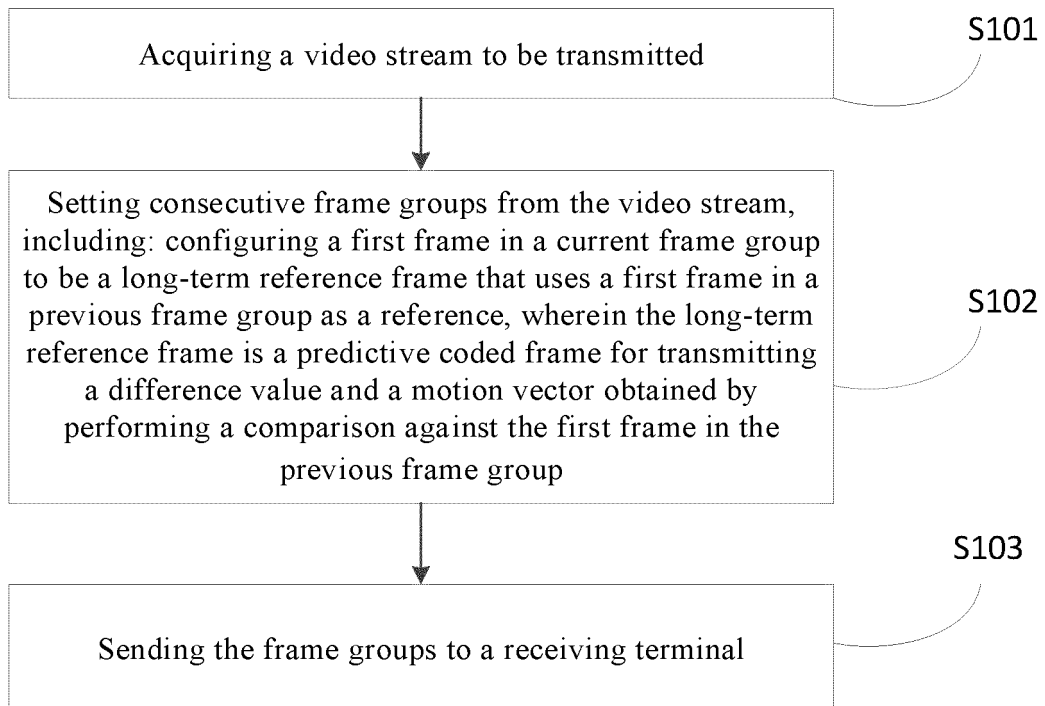 S101
Acquiring a video stream to be transmitted
Setting consecutive frame groups from the video stream,
including: configuring a first frame in a current frame group
to be a long-term reference frame that uses a first frame in a
previous frame group as a reference, wherein the long-term
reference frame is a predictive coded frame for transmitting
a difference value and a motion vector obtained by
performing a comparison against the first frame in the
previous frame group
S102
S103
Sending the frame groups to a receiving terminal